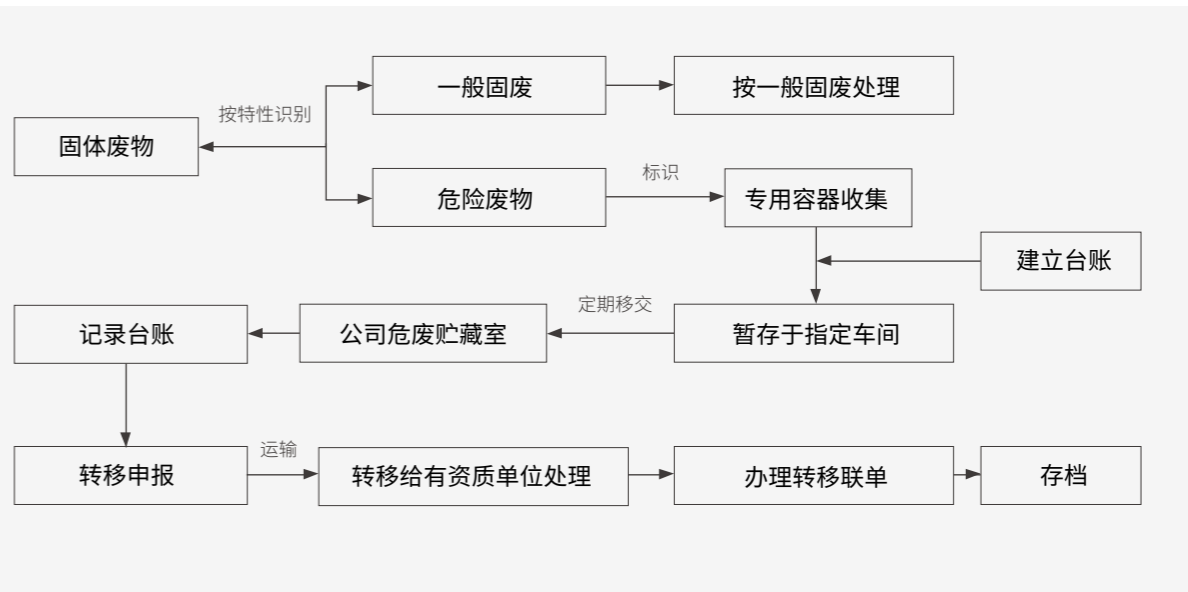 一般固废
按一般固废处理
按特性识别
固体废物
标识
危险废物
专用容器收集
建立台账
定期移交
记录台账
公司危废贮藏室
暂存于指定车间
运输
转移申报
转移给有资质单位处理
办理转移联单
存档